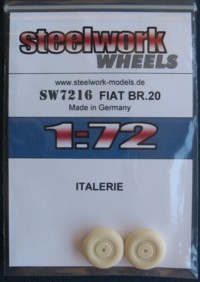 steelwork
WHEELS
www.steelwork-models.de
SW7216 FIAT BR.20
Made in Germany
1:72
ITALERIE